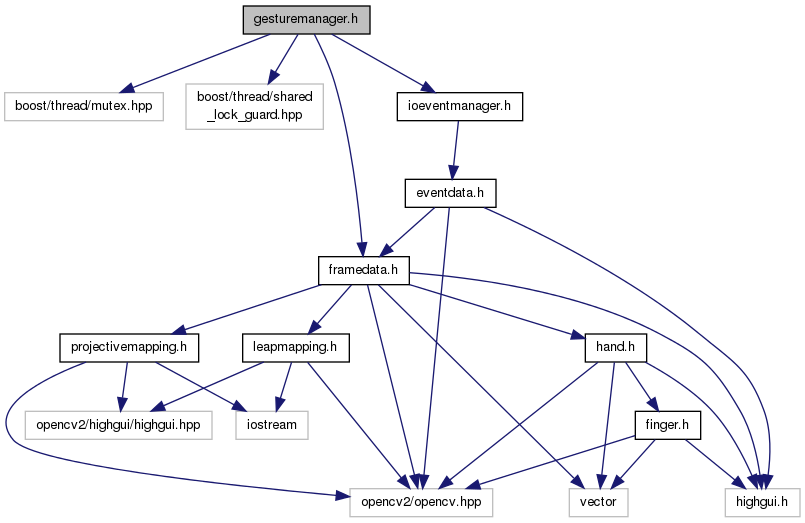 gesturemanager.h
boost/thread/mutex.hpp
boost/thread/shared
_lock_guard.hpp
ioeventmanager.h
eventdata.h
framedata.h
projectivemapping.h
leapmapping.h
hand.h
opencv2/highgui/highgui.hpp
iostream
finger.h
opencv2/opencv.hpp
vector
highgui.h